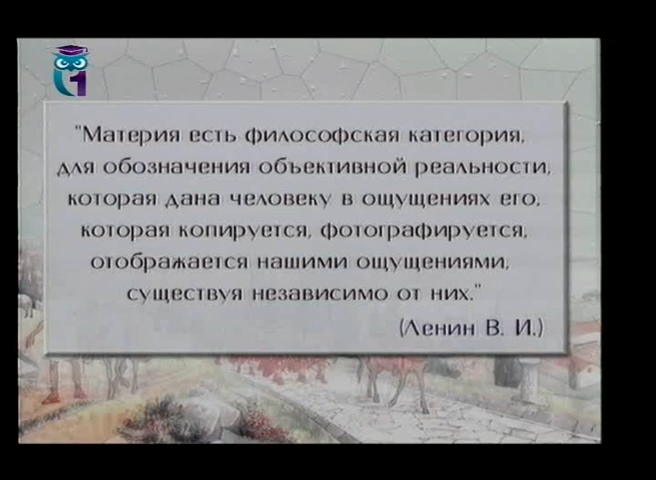 1
"Материя есть философская категория,
для обозначения объективной реальности,
которая дана человеку в ощущениях его,
которая копируется, фотографируется,
отображается нашими ощущениями,
существуя независимо от них."
(Ленин В. И.)